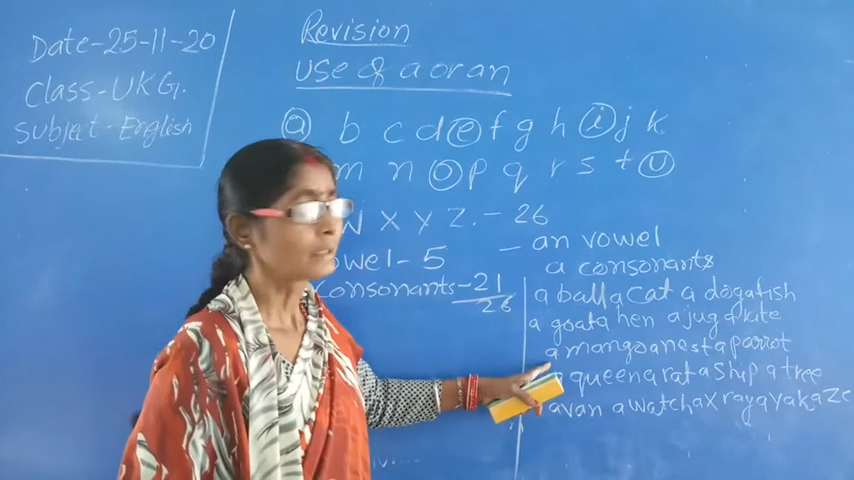 Date-25-11-20
Class-UKG.
Subject-English
Revision
use of a or an
a b c d e f g h i j k
m n o p q r s t u
w x y z. - 26
vowel-5
consonants-21
26
- an vowel
a consonants
a ball a cat a dog a fish
a goat a hen a jug a kite
a mango a nest a parrot
a queen a rat a ship a tree
a van a watch a x ray a yak a ze